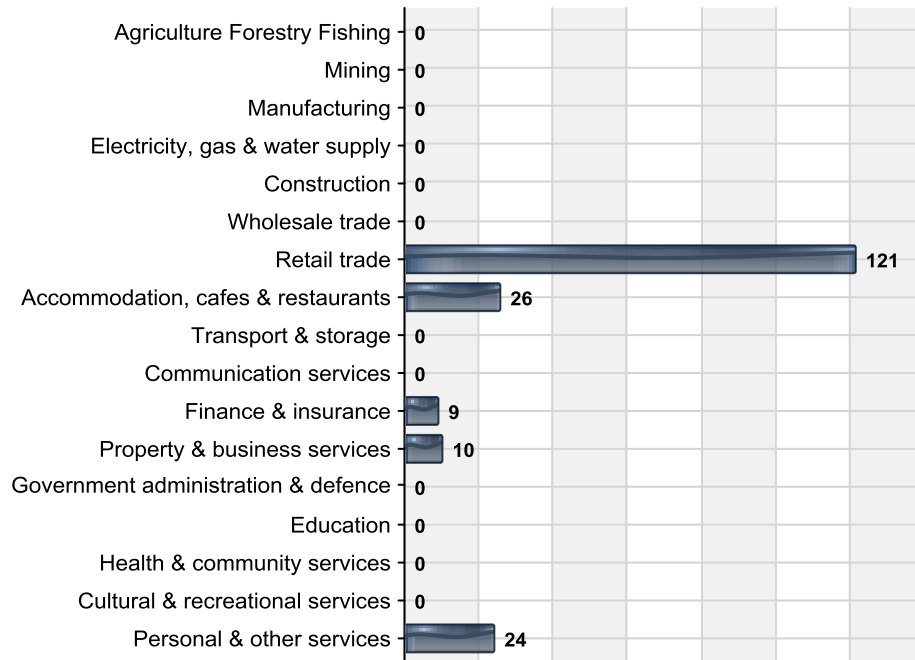 Agriculture Forestry Fishing 0
Mining 0
Manufacturing 0
Electricity, gas & water supply 0
Construction 0
Wholesale trade 0
Retail trade 121
Accommodation, cafes & restaurants 26
Transport & storage 0
Communication services 0
Finance & insurance 9
Property & business services 10
Government administration & defence 0
Education 0
Health & community services 0
Cultural & recreational services 0
Personal & other services 24